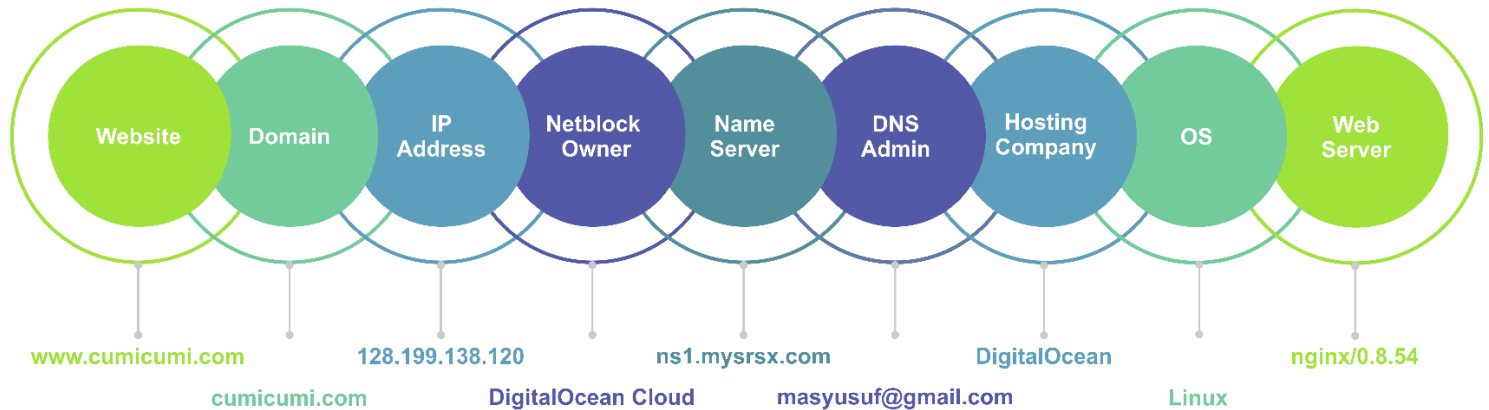 Website
Domain
IP
Address
Netblock
Owner
Name
Server
DNS
Admin
Hosting
Company
OS
Web
Server
www.cumicumi.com
128.199.138.120
ns1.mysrsx.com
DigitalOcean
nginx/0.8.54
cumicumi.com
DigitalOcean Cloud
masyusuf@gmail.com
Linux